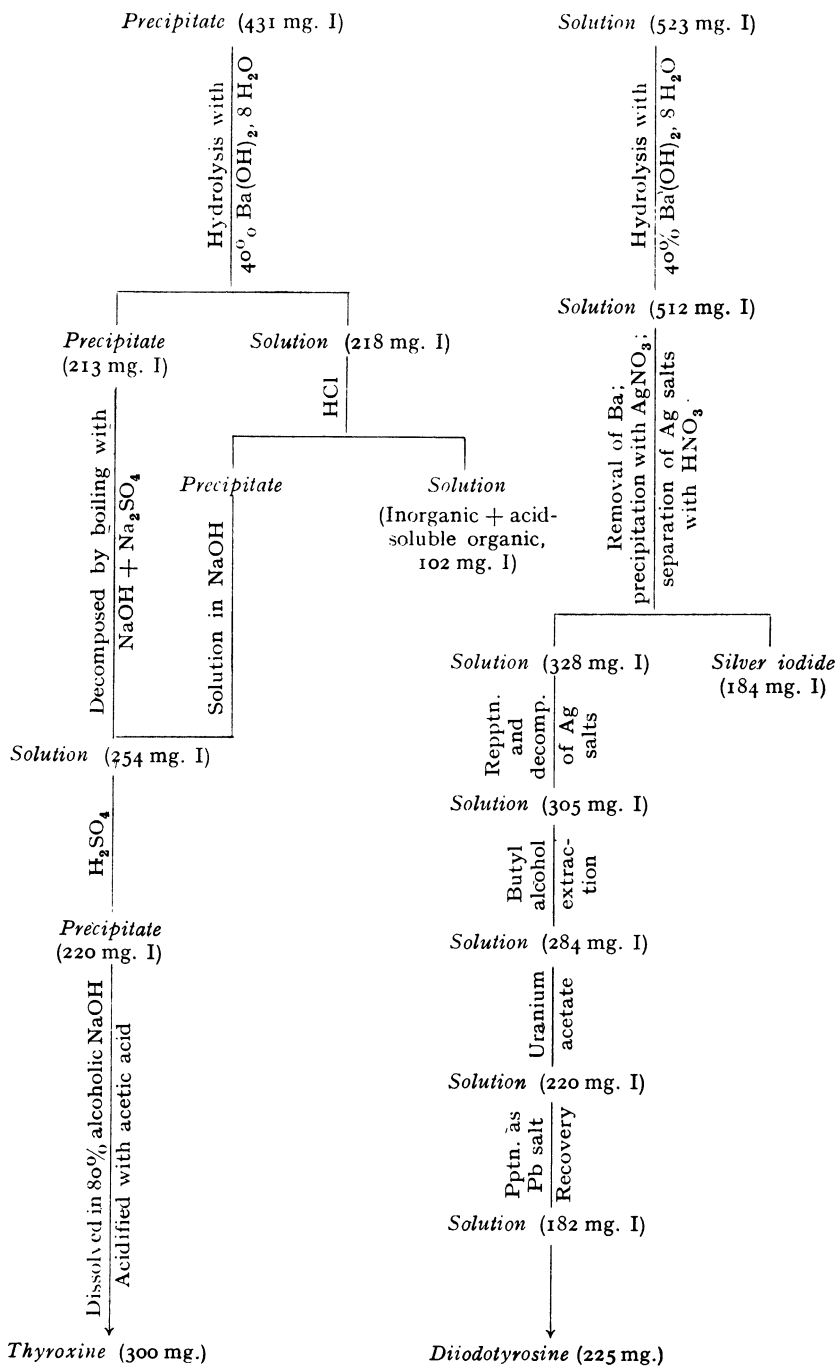 Precipitate (431 mg. I)
Hydrolysis with
40% Ba(OH)2, 8 H2O
Precipitate
(213 mg. I)
Solution (218 mg. I)
HCl
Precipitate
Solution
(Inorganic + acid-
soluble organic,
102 mg. I)
Decomposed by boiling with
NaOH + Na2SO4
Solution in NaOH
Solution (254 mg. I)
H2SO4
Precipitate
(220 mg. I)
Dissolved in 80% alcoholic NaOH
Acidified with acetic acid
Thyroxine (300 mg.)
Solution (523 mg. I)
Hydrolysis with
40% Ba(OH)2, 8 H2O
Solution (512 mg. I)
Removal of Ba;
precipitation with AgNO3;
separation of Ag salts
with HNO3
Solution (328 mg. I)
Silver iodide
(184 mg. I)
Repptn.
and
decomp.
of Ag
salts
Solution (305 mg. I)
Butyl
alcohol
extrac-
tion
Solution (284 mg. I)
Uranium
acetate
Solution (220 mg. I)
Pptn. as
Pb salt
Recovery
Solution (182 mg. I)
Diiodotyrosine (225 mg.)